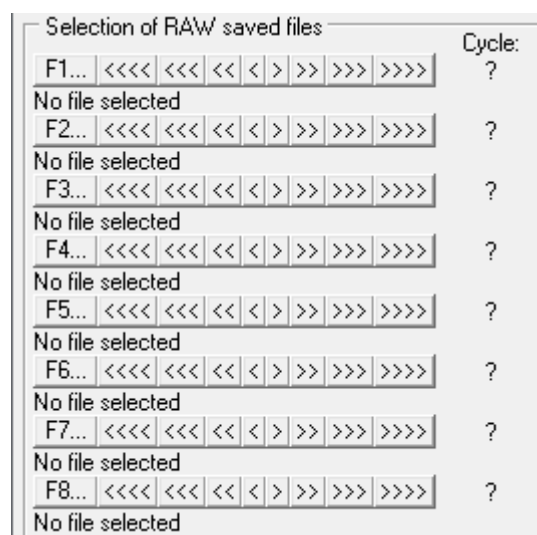 Selection of RAW saved files
Cycle:
F1... <<<< <<< << < > >> >>> >>>> ?
No file selected
F2... <<<< <<< << < > >> >>> >>>> ?
No file selected
F3... <<<< <<< << < > >> >>> >>>> ?
No file selected
F4... <<<< <<< << < > >> >>> >>>> ?
No file selected
F5... <<<< <<< << < > >> >>> >>>> ?
No file selected
F6... <<<< <<< << < > >> >>> >>>> ?
No file selected
F7... <<<< <<< << < > >> >>> >>>> ?
No file selected
F8... <<<< <<< << < > >> >>> >>>> ?
No file selected